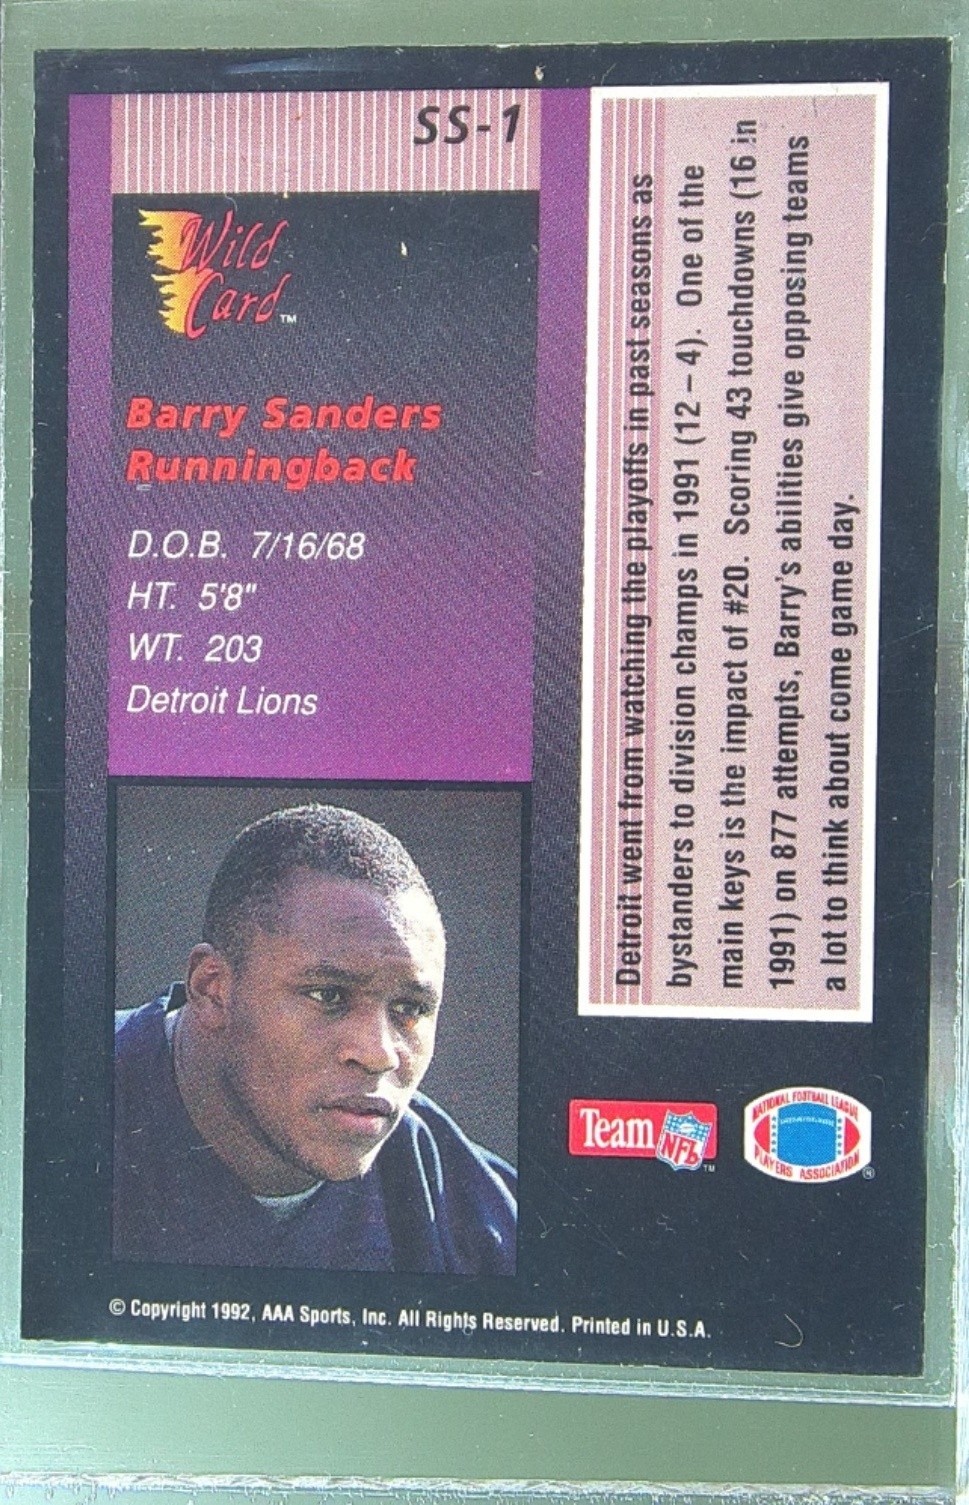 SS-1
Wild
Card™
Barry Sanders
Runningback
D.O.B. 7/16/68
HT. 5'8"
WT. 203
Detroit Lions
Detroit went from watching the playoffs in past seasons as
bystanders to division champs in 1991 (12 – 4). One of the
main keys is the impact of #20. Scoring 43 touchdowns (16 in
1991) on 877 attempts, Barry's abilities give opposing teams
a lot to think about come game day.
Team NFL™
NATIONAL FOOTBALL LEAGUE
PLAYERS ASSOCIATION ®
© Copyright 1992, AAA Sports, Inc. All Rights Reserved. Printed in U.S.A.